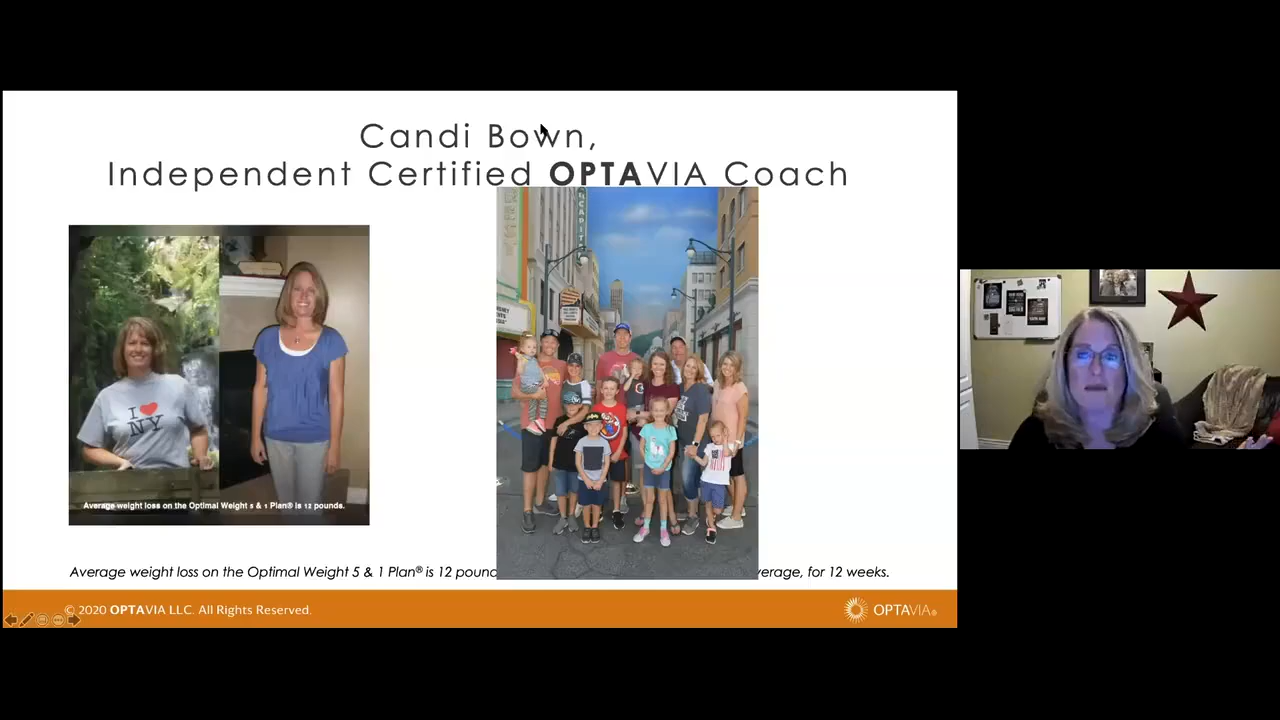 Candi Bown,
Independent Certified OPTAVIA Coach
I
NY
Average weight loss on the Optimal Weight 5 & 1 Plan® is 12 pounds.
Average weight loss on the Optimal Weight 5 & 1 Plan® is 12 pound
verage, for 12 weeks.
© 2020 OPTAVIA LLC. All Rights Reserved.
OPTAVIA®